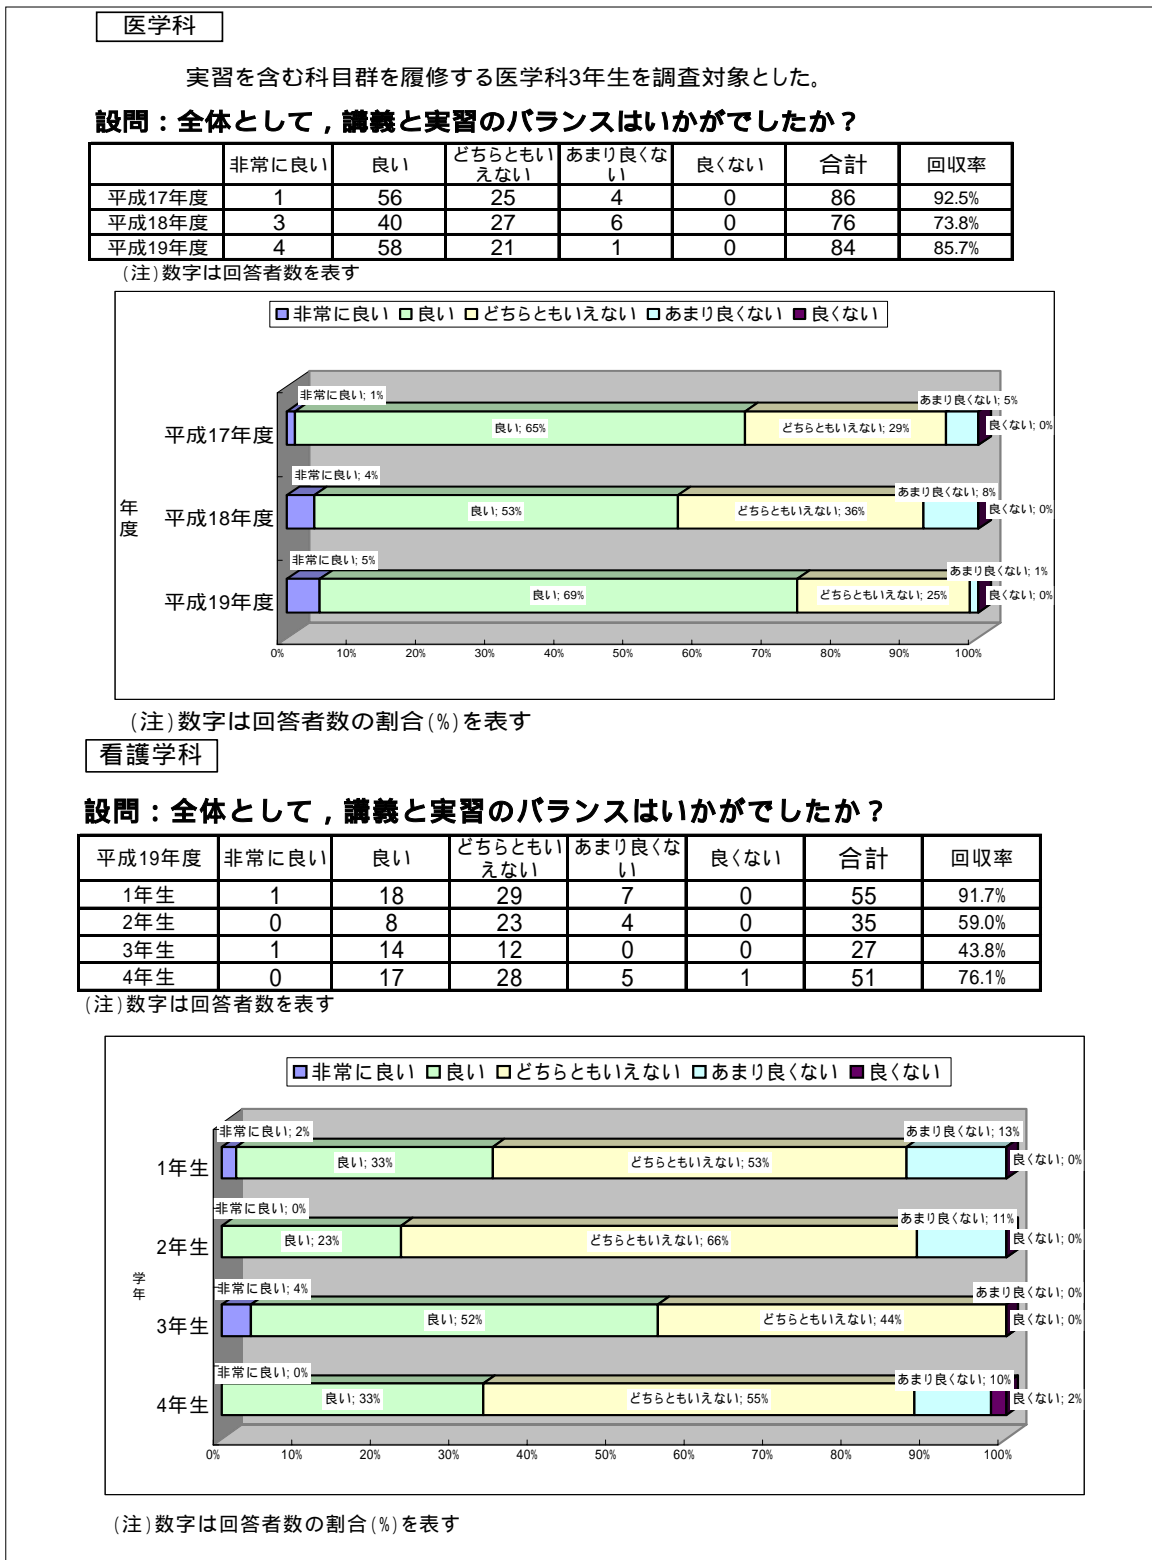 医学科
実習を含む科目群を履修する医学科3年生を調査対象とした。
設問：全体として，講義と実習のバランスはいかがでしたか？
非常に良い 良い どちらともいえない あまり良くない 良くない 合計 回収率
平成17年度 1 56 25 4 0 86 92.5%
平成18年度 3 40 27 6 0 76 73.8%
平成19年度 4 58 21 1 0 84 85.7%
(注)数字は回答者数を表す
非常に良い 良い どちらともいえない あまり良くない 良くない
年度
平成17年度 非常に良い; 1% 良い; 65% どちらともいえない; 29% あまり良くない; 5% 良くない; 0%
平成18年度 非常に良い; 4% 良い; 53% どちらともいえない; 36% あまり良くない; 8% 良くない; 0%
平成19年度 非常に良い; 5% 良い; 69% どちらともいえない; 25% あまり良くない; 1% 良くない; 0%
0% 10% 20% 30% 40% 50% 60% 70% 80% 90% 100%
(注)数字は回答者数の割合(%)を表す
看護学科
設問：全体として，講義と実習のバランスはいかがでしたか？
平成19年度 非常に良い 良い どちらともいえない あまり良くない 良くない 合計 回収率
1年生 1 18 29 7 0 55 91.7%
2年生 0 8 23 4 0 35 59.0%
3年生 1 14 12 0 0 27 43.8%
4年生 0 17 28 5 1 51 76.1%
(注)数字は回答者数を表す
非常に良い 良い どちらともいえない あまり良くない 良くない
学年
1年生 非常に良い; 2% 良い; 33% どちらともいえない; 53% あまり良くない; 13% 良くない; 0%
2年生 非常に良い; 0% 良い; 23% どちらともいえない; 66% あまり良くない; 11% 良くない; 0%
3年生 非常に良い; 4% 良い; 52% どちらともいえない; 44% あまり良くない; 0% 良くない; 0%
4年生 非常に良い; 0% 良い; 33% どちらともいえない; 55% あまり良くない; 10% 良くない; 2%
0% 10% 20% 30% 40% 50% 60% 70% 80% 90% 100%
(注)数字は回答者数の割合(%)を表す